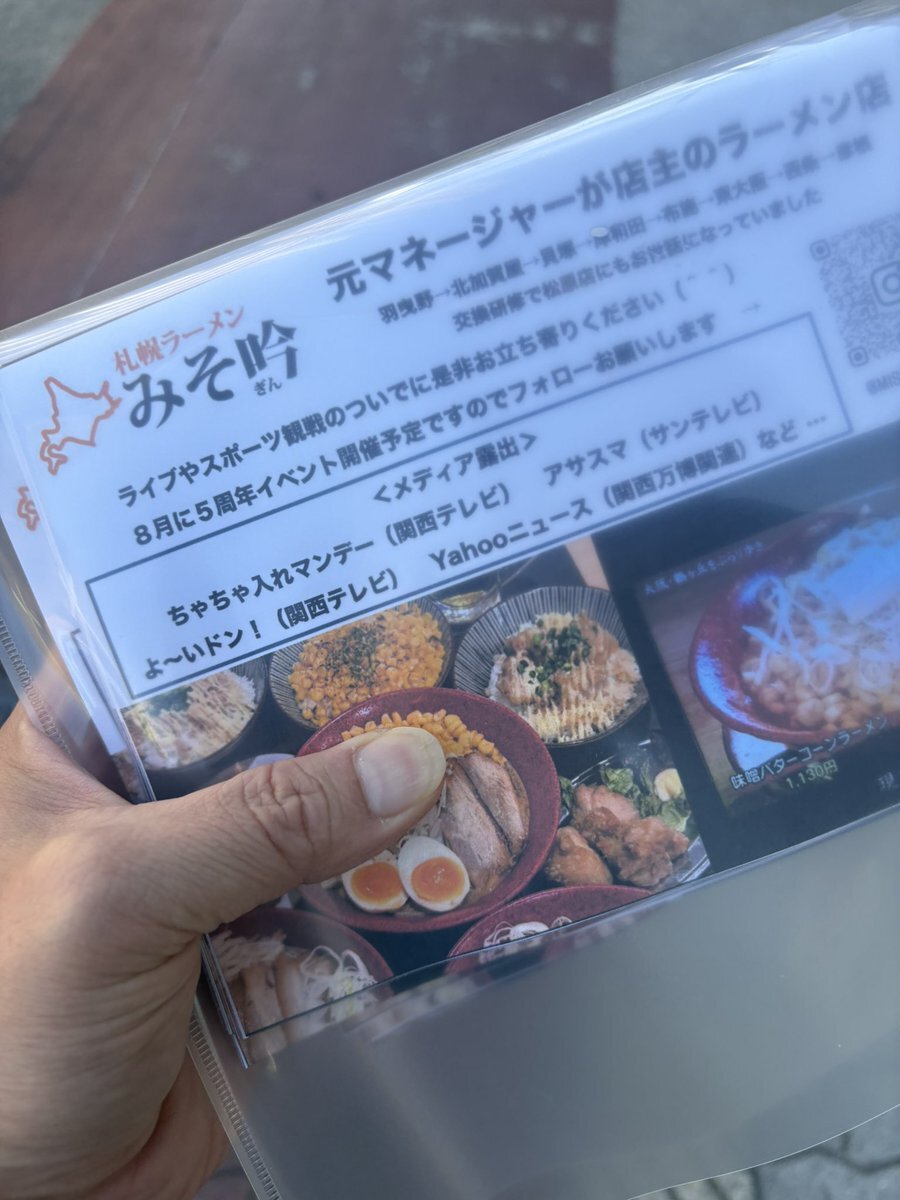 元マネージャーが店主のラーメン店
羽曳野→北加賀屋→貝塚→岸和田→布施→東大阪→
交換研修で松原店にもお世話になっていました
札幌ラーメン
みそ吟
ぎん
ライブやスポーツ観戦のついでに是非お立ち寄りください(^^)
8月に5周年イベント開催予定ですのでフォローお願いします →
@MIS
<メディア露出>
ちゃちゃ入れマンデー（関西テレビ） アサスマ（サンテレビ）
よ～いドン！（関西テレビ） Yahooニュース（関西万博関連）など…
味噌バターコーンラーメン
1,130円
現